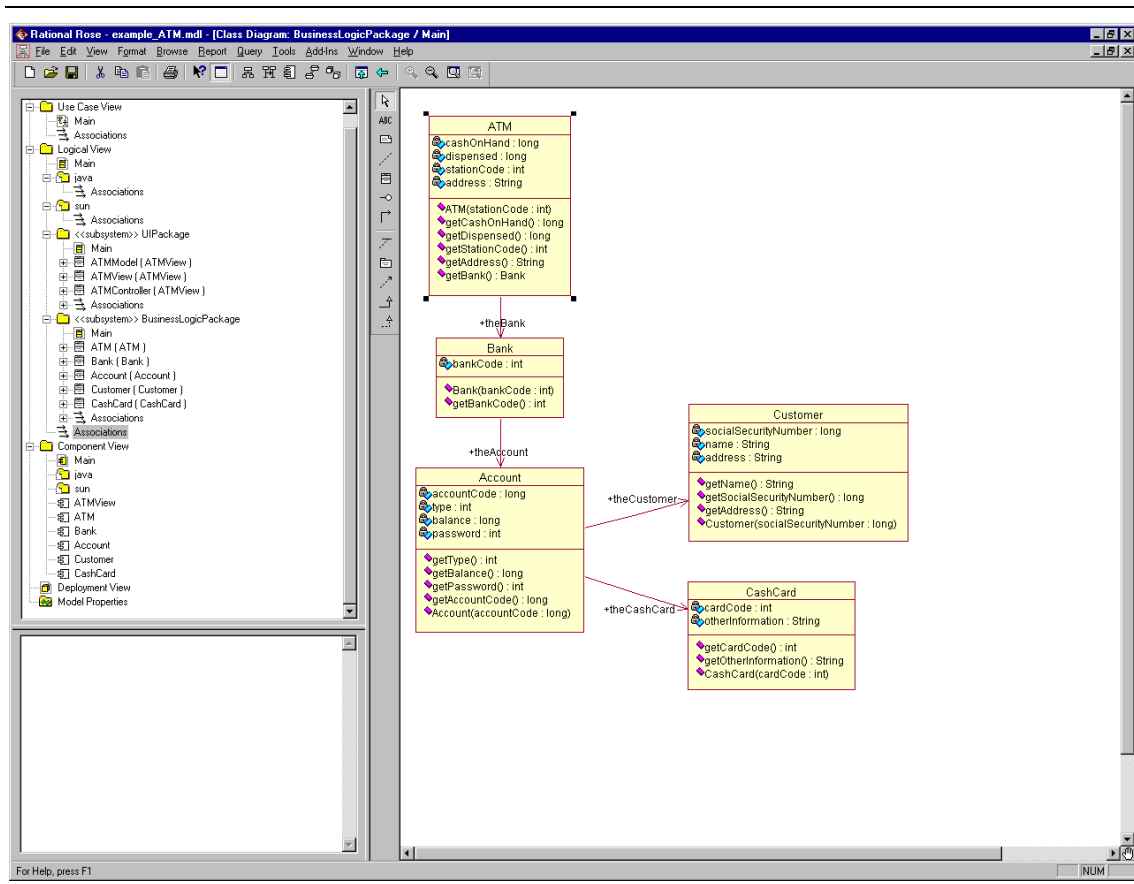 Rational Rose - example_ATM.mdl - [Class Diagram: BusinessLogicPackage / Main]
File Edit View Format Browse Report Query Tools Add-Ins Window Help
Use Case View
Main
Associations
Logical View
Main
java
Associations
sun
Associations
<<subsystem>> UIPackage
Main
ATMModel ( ATMView )
ATMView ( ATMView )
ATMController ( ATMView )
Associations
<<subsystem>> BusinessLogicPackage
Main
ATM ( ATM )
Bank ( Bank )
Account ( Account )
Customer ( Customer )
CashCard ( CashCard )
Associations
Associations
Component View
Main
java
sun
ATMView
ATM
Bank
Account
Customer
CashCard
Deployment View
Model Properties
ABC
ATM
cashOnHand : long
dispensed : long
stationCode : int
address : String
ATM(stationCode : int)
getCashOnHand() : long
getDispensed() : long
getStationCode() : int
getAddress() : String
getBank() : Bank
+theBank
Bank
bankCode : int
Bank(bankCode : int)
getBankCode() : int
+theAccount
Account
accountCode : long
type : int
balance : long
password : int
getType() : int
getBalance() : long
getPassword() : int
getAccountCode() : long
Account(accountCode : long)
+theCustomer
Customer
socialSecurityNumber : long
name : String
address : String
getName() : String
getSocialSecurityNumber() : long
getAddress() : String
Customer(socialSecurityNumber : long)
+theCashCard
CashCard
cardCode : int
otherInformation : String
getCardCode() : int
getOtherInformation() : String
CashCard(cardCode : int)
For Help, press F1
NUM